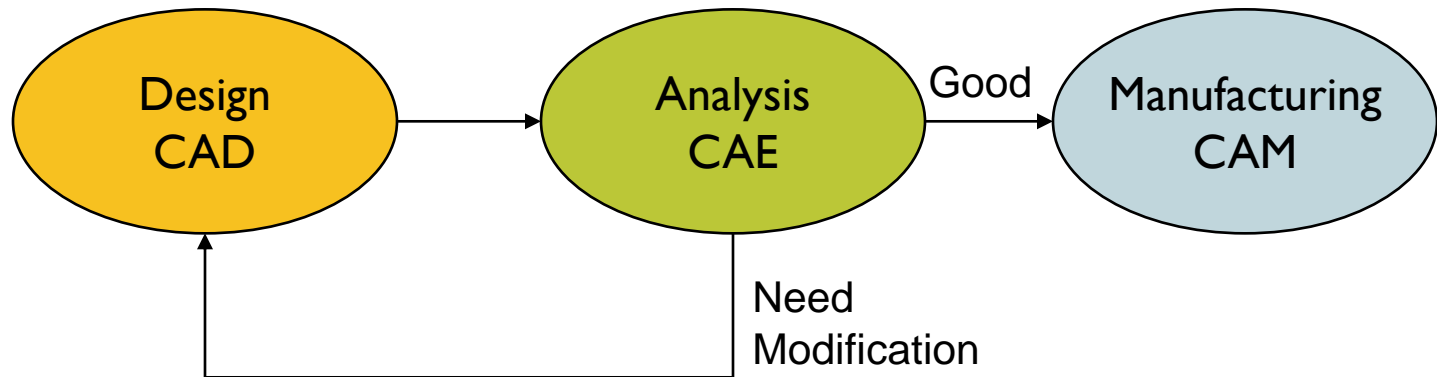 Design
CAD
Analysis
CAE
Good
Manufacturing
CAM
Need
Modification